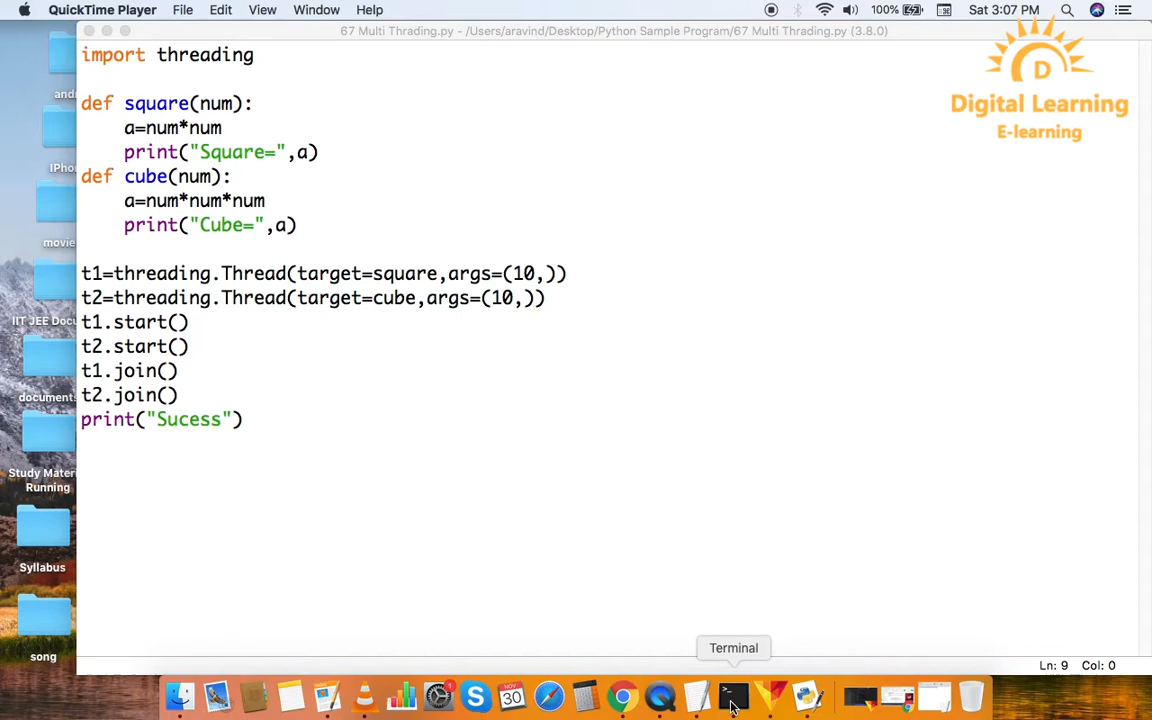 QuickTime Player File Edit View Window Help 100% Sat 3:07 PM
67 Multi Thrading.py - /Users/aravind/Desktop/Python Sample Program/67 Multi Thrading.py (3.8.0)
import threading
def square(num):
a=num*num
print("Square=",a)
def cube(num):
a=num*num*num
print("Cube=",a)
t1=threading.Thread(target=square,args=(10,))
t2=threading.Thread(target=cube,args=(10,))
t1.start()
t2.start()
t1.join()
t2.join()
print("Sucess")
D
Digital Learning
E-learning
andr
IPho
movie
IIT JEE Docu
documents
Study Mater
Running
Syllabus
song
Terminal
Ln: 9 Col: 0
NOV
30
1
>_